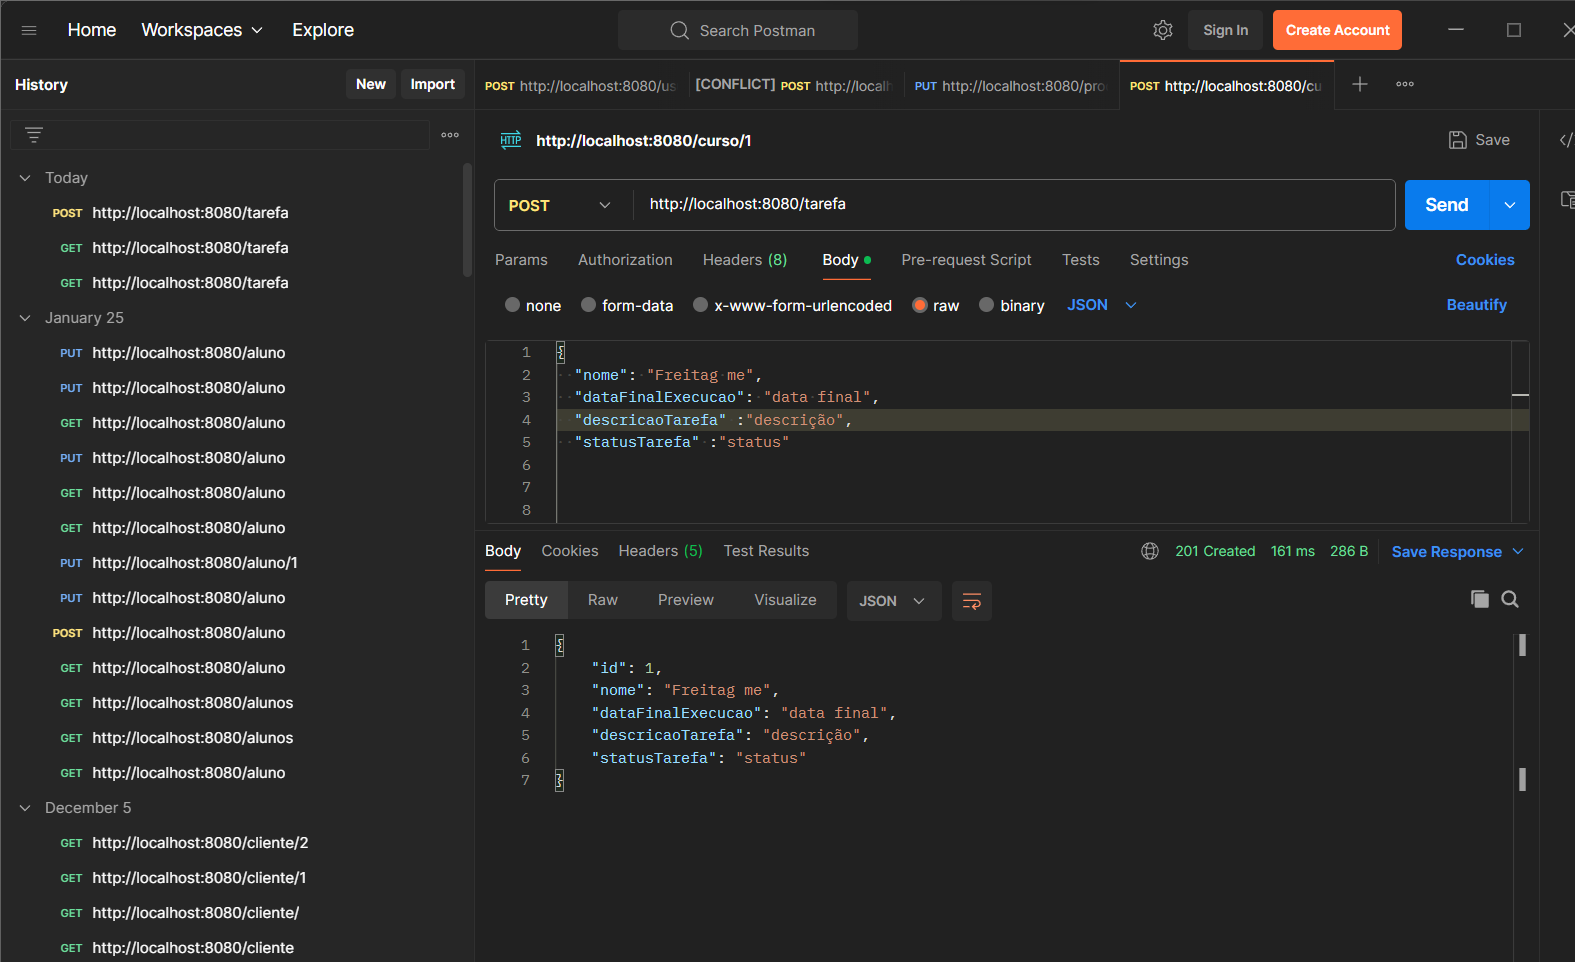 Home Workspaces Explore Search Postman Sign In Create Account
History New Import
POST http://localhost:8080/us [CONFLICT] POST http://localh PUT http://localhost:8080/pro POST http://localhost:8080/cu
HTTP http://localhost:8080/curso/1 Save
Today
POST http://localhost:8080/tarefa
GET http://localhost:8080/tarefa
GET http://localhost:8080/tarefa
January 25
PUT http://localhost:8080/aluno
PUT http://localhost:8080/aluno
GET http://localhost:8080/aluno
PUT http://localhost:8080/aluno
GET http://localhost:8080/aluno
GET http://localhost:8080/aluno
PUT http://localhost:8080/aluno/1
PUT http://localhost:8080/aluno
POST http://localhost:8080/aluno
GET http://localhost:8080/aluno
GET http://localhost:8080/alunos
GET http://localhost:8080/alunos
GET http://localhost:8080/aluno
December 5
GET http://localhost:8080/cliente/2
GET http://localhost:8080/cliente/1
GET http://localhost:8080/cliente/
GET http://localhost:8080/cliente
POST http://localhost:8080/tarefa Send
Params Authorization Headers (8) Body Pre-request Script Tests Settings Cookies
none form-data x-www-form-urlencoded raw binary JSON Beautify
1 {
2 "nome": "Freitag me",
3 "dataFinalExecucao": "data final",
4 "descricaoTarefa" :"descrição",
5 "statusTarefa" :"status"
6
7
8
Body Cookies Headers (5) Test Results 201 Created 161 ms 286 B Save Response
Pretty Raw Preview Visualize JSON
1 {
2 "id": 1,
3 "nome": "Freitag me",
4 "dataFinalExecucao": "data final",
5 "descricaoTarefa": "descrição",
6 "statusTarefa": "status"
7 }